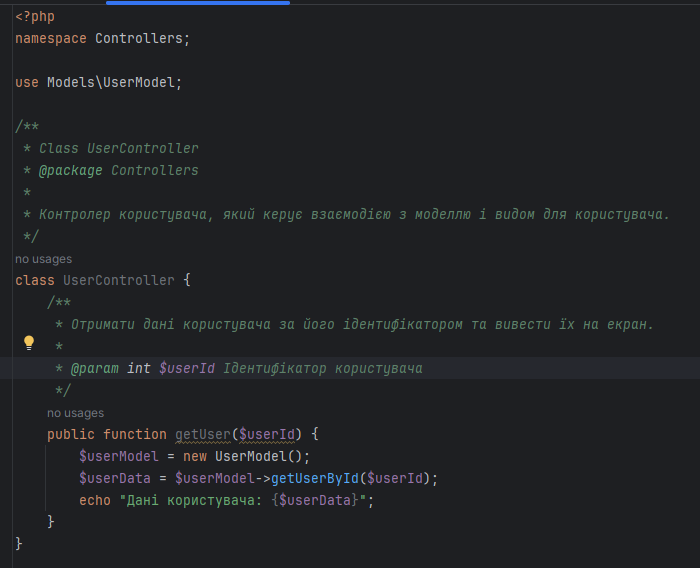 <?php
namespace Controllers;

use Models\UserModel;

/**
 * Class UserController
 * @package Controllers
 *
 * Контролер користувача, який керує взаємодією з моделлю і видом для користувача.
 */
no usages
class UserController {
    /**
     * Отримати дані користувача за його ідентифікатором та вивести їх на екран.
     *
     * @param int $userId Ідентифікатор користувача
     */
    no usages
    public function getUser($userId) {
        $userModel = new UserModel();
        $userData = $userModel->getUserById($userId);
        echo "Дані користувача: {$userData}";
    }
}